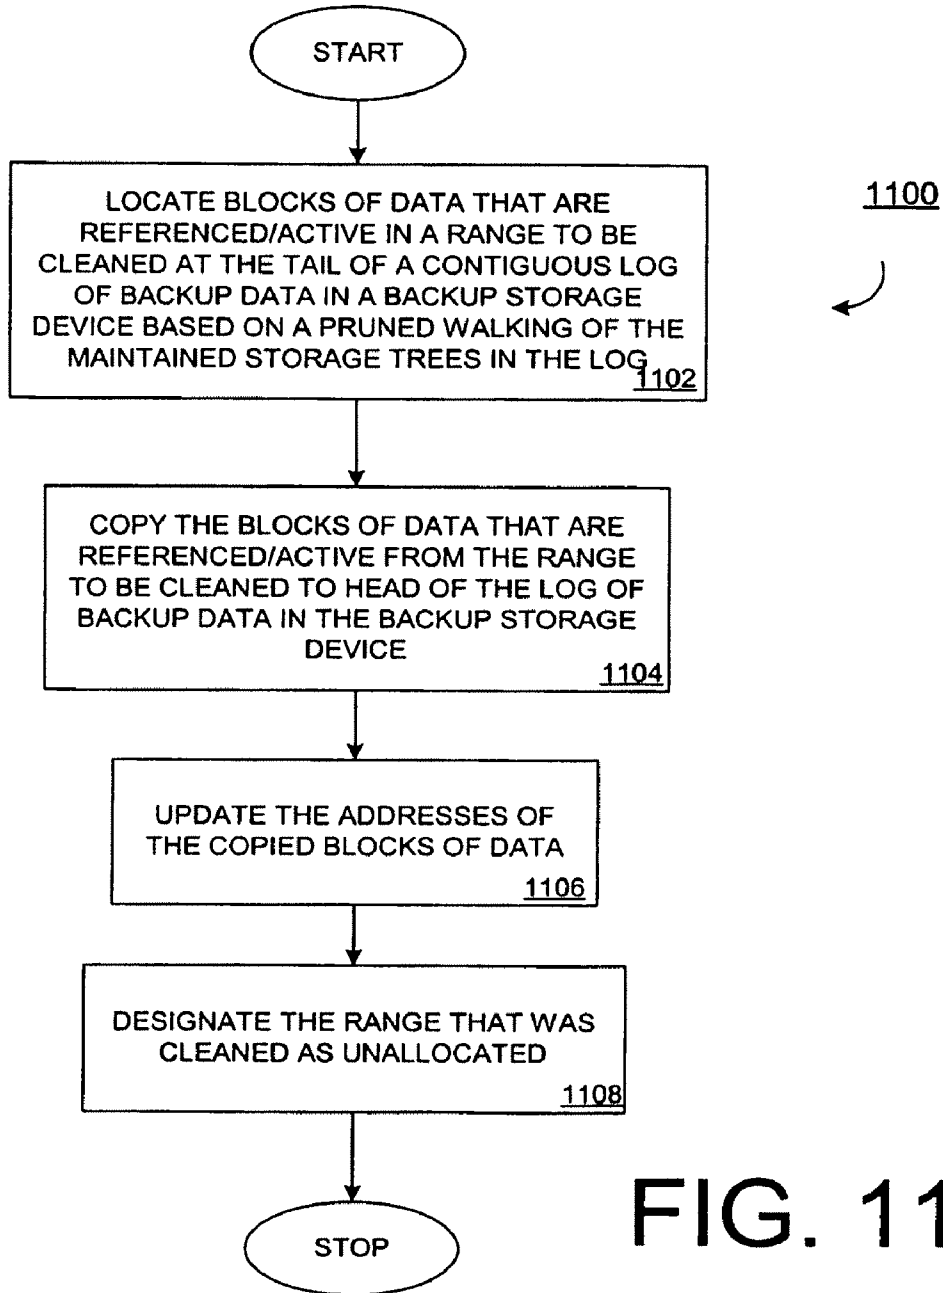 START
1100
LOCATE BLOCKS OF DATA THAT ARE
REFERENCED/ACTIVE IN A RANGE TO BE
CLEANED AT THE TAIL OF A CONTIGUOUS LOG
OF BACKUP DATA IN A BACKUP STORAGE
DEVICE BASED ON A PRUNED WALKING OF THE
MAINTAINED STORAGE TREES IN THE LOG
1102
COPY THE BLOCKS OF DATA THAT ARE
REFERENCED/ACTIVE FROM THE RANGE
TO BE CLEANED TO HEAD OF THE LOG OF
BACKUP DATA IN THE BACKUP STORAGE
DEVICE
1104
UPDATE THE ADDRESSES OF
THE COPIED BLOCKS OF DATA
1106
DESIGNATE THE RANGE THAT WAS
CLEANED AS UNALLOCATED
1108
STOP
FIG. 11